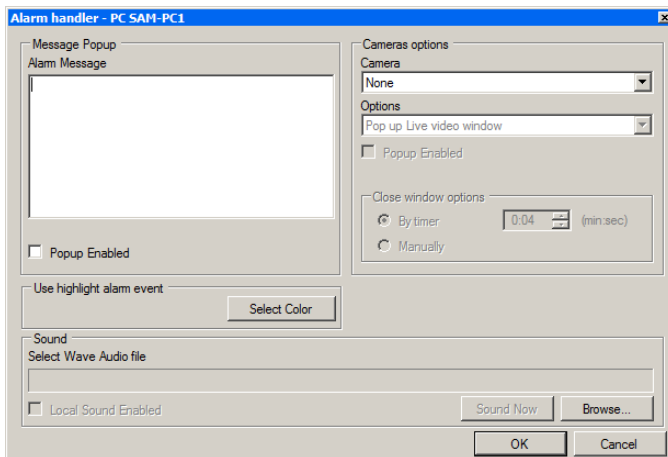 Alarm handler - PC SAM-PC1
Message Popup
Alarm Message
Popup Enabled
Use highlight alarm event
Select Color
Cameras options
Camera
None
Options
Pop up Live video window
Popup Enabled
Close window options
By timer
0:04
(min:sec)
Manually
Sound
Select Wave Audio file
Local Sound Enabled
Sound Now
Browse...
OK
Cancel